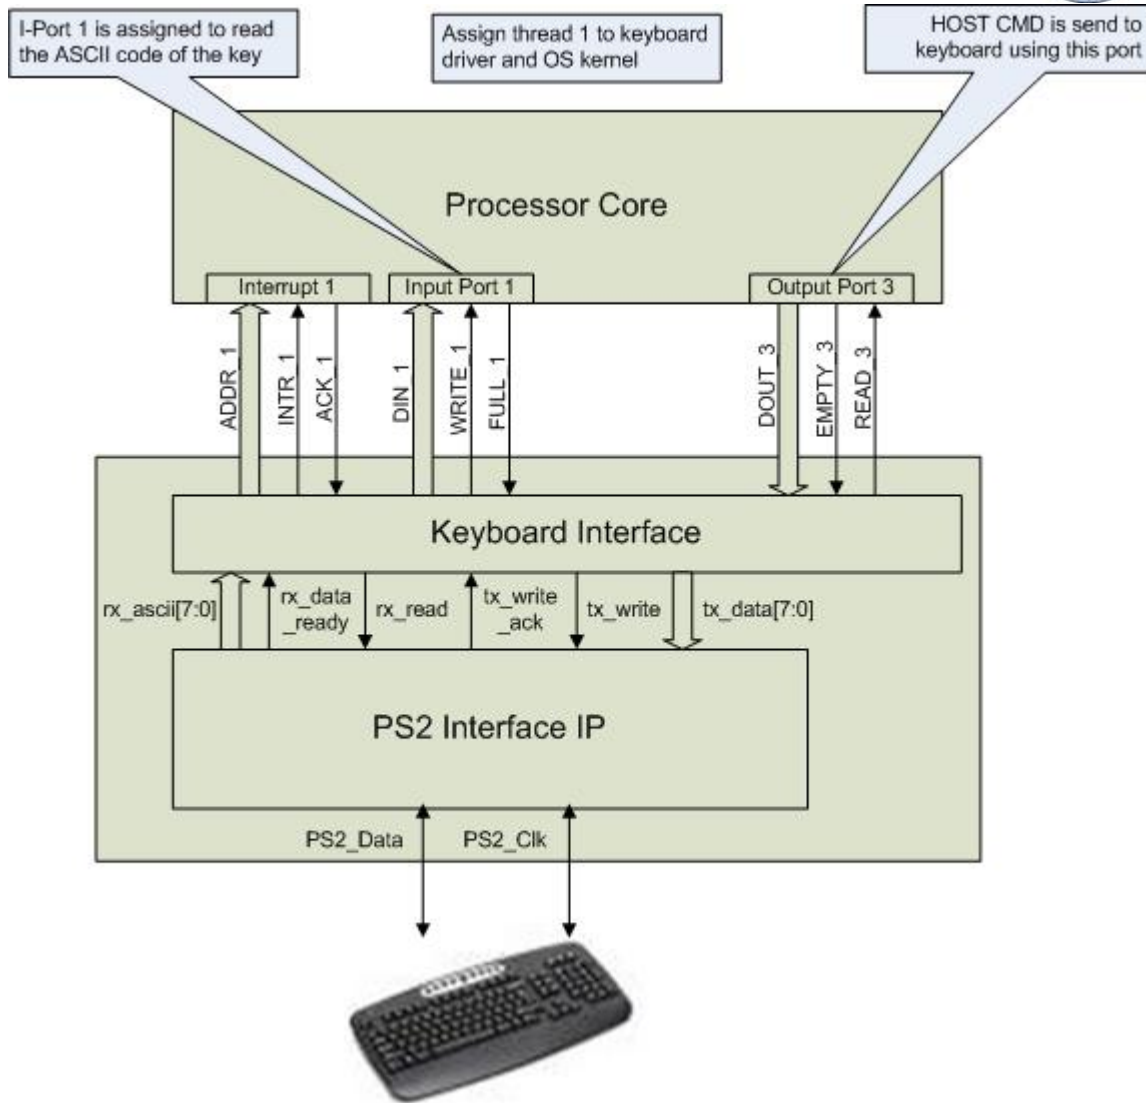 I-Port 1 is assigned to read
the ASCII code of the key
Assign thread 1 to keyboard
driver and OS kernel
HOST CMD is send to
keyboard using this port
Processor Core
Interrupt 1
Input Port 1
Output Port 3
ADDR_1
INTR_1
ACK_1
DIN_1
WRITE_1
FULL_1
DOUT_3
EMPTY_3
READ_3
Keyboard Interface
rx_ascii[7:0]
rx_data
_ready
rx_read
tx_write
_ack
tx_write
tx_data[7:0]
PS2 Interface IP
PS2_Data
PS2_Clk